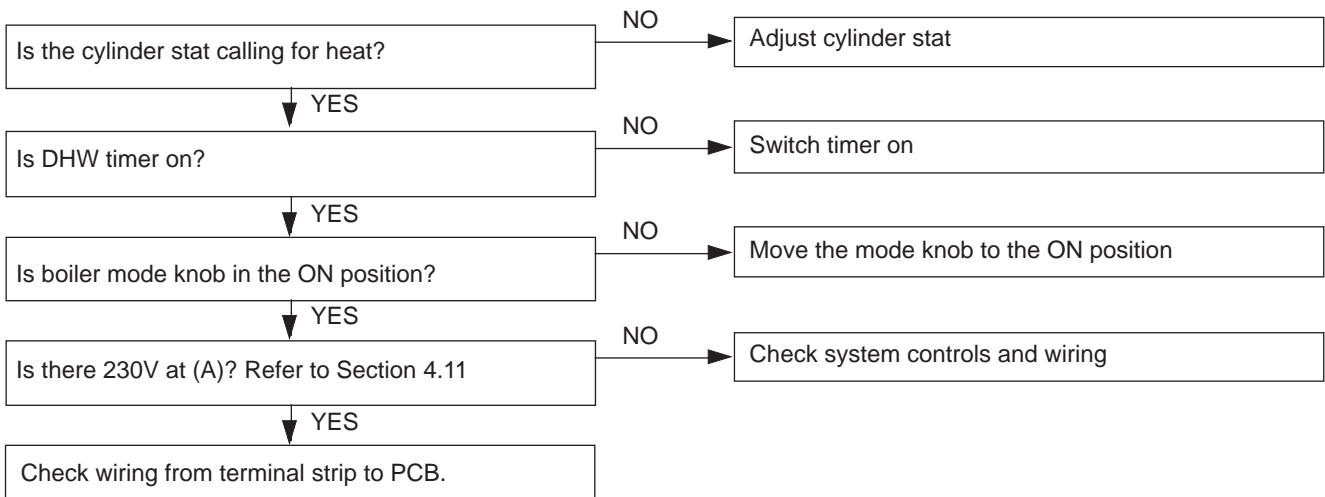 Is the cylinder stat calling for heat?
NO
Adjust cylinder stat
YES
Is DHW timer on?
NO
Switch timer on
YES
Is boiler mode knob in the ON position?
NO
Move the mode knob to the ON position
YES
Is there 230V at (A)? Refer to Section 4.11
NO
Check system controls and wiring
YES
Check wiring from terminal strip to PCB.